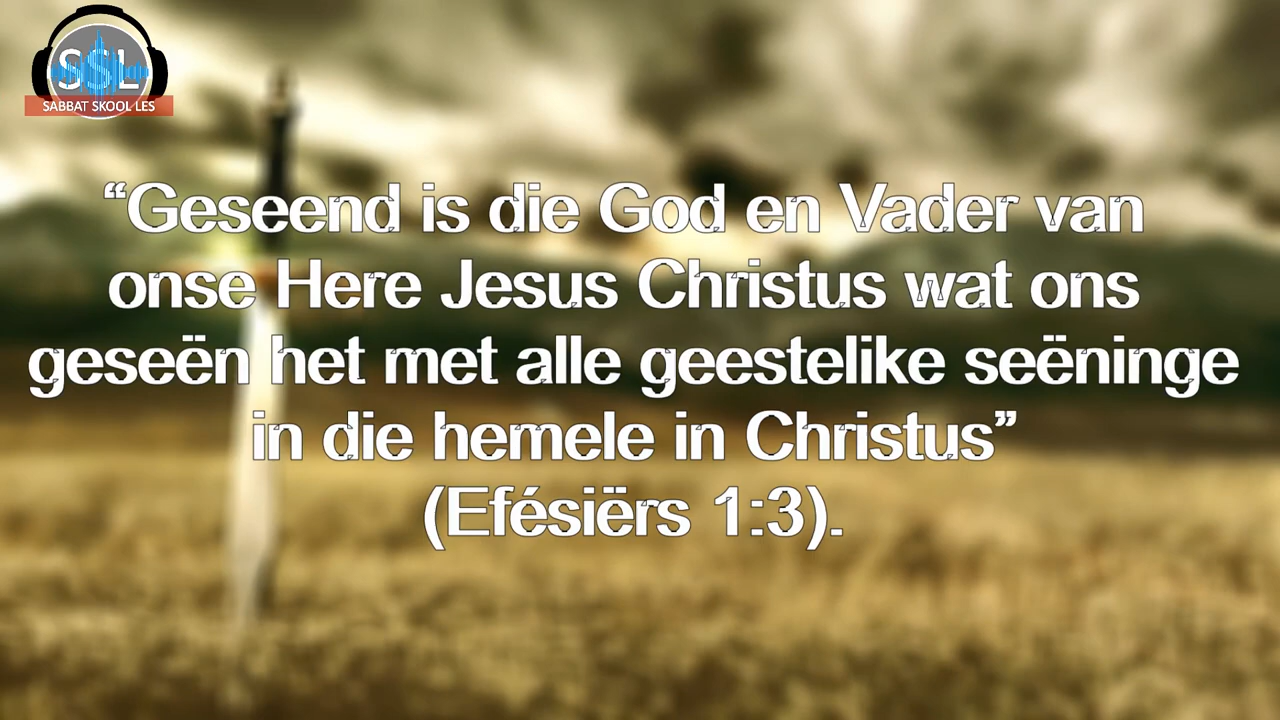 SSL
SABBAT SKOOL LES
“Geseend is die God en Vader van
onse Here Jesus Christus wat ons
geseën het met alle geestelike seëninge
in die hemele in Christus”
(Efésiërs 1:3).